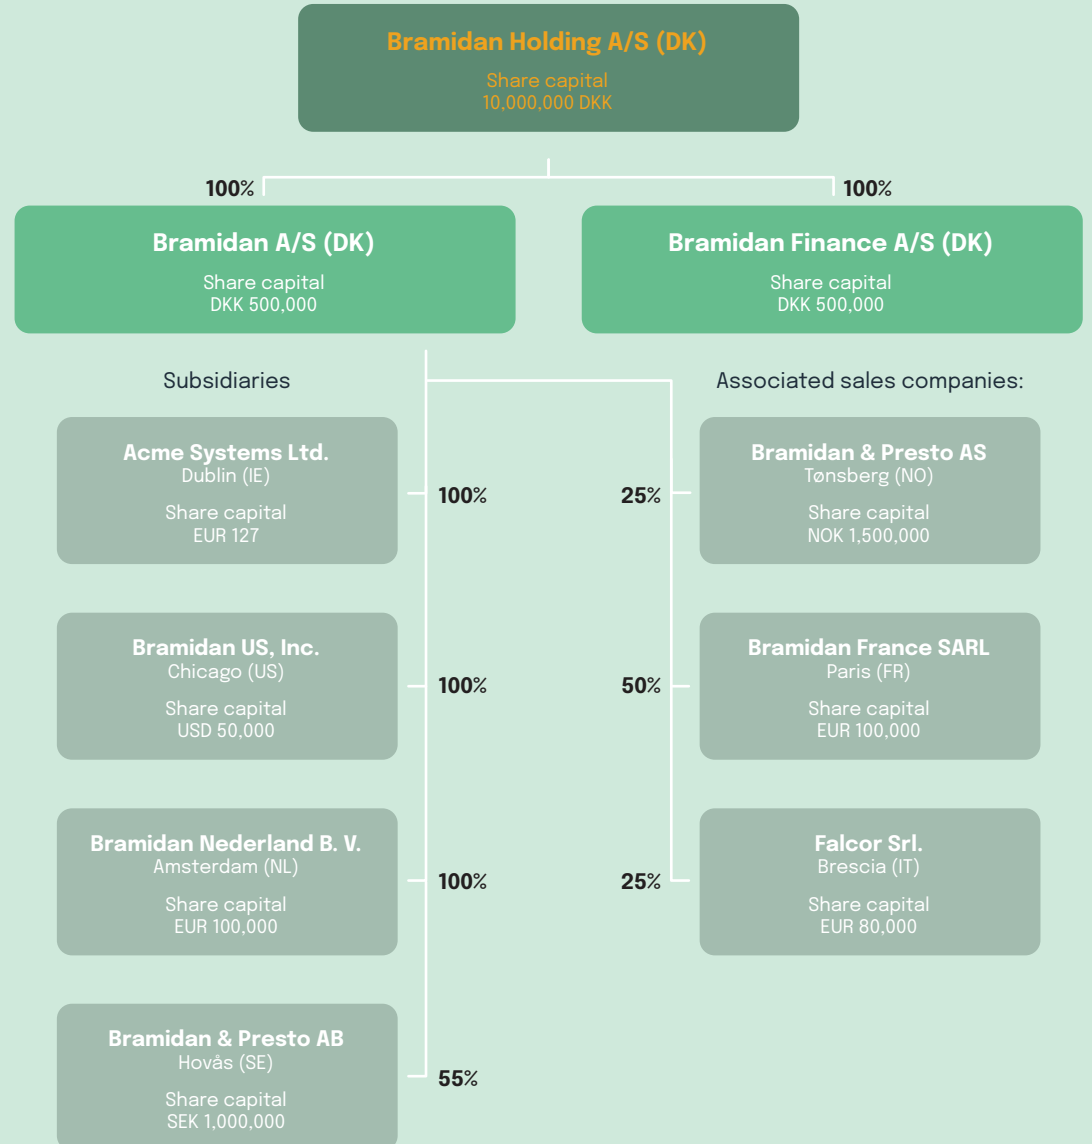 Bramidan Holding A/S (DK)
Share capital
10,000,000 DKK
100%
100%
Bramidan A/S (DK)
Share capital
DKK 500,000
Bramidan Finance A/S (DK)
Share capital
DKK 500,000
Subsidiaries
Associated sales companies:
Acme Systems Ltd.
Dublin (IE)
Share capital
EUR 127
100%
25%
Bramidan & Presto AS
Tønsberg (NO)
Share capital
NOK 1,500,000
Bramidan US, Inc.
Chicago (US)
Share capital
USD 50,000
100%
50%
Bramidan France SARL
Paris (FR)
Share capital
EUR 100,000
Bramidan Nederland B. V.
Amsterdam (NL)
Share capital
EUR 100,000
100%
25%
Falcor Srl.
Brescia (IT)
Share capital
EUR 80,000
Bramidan & Presto AB
Hovås (SE)
Share capital
SEK 1,000,000
55%